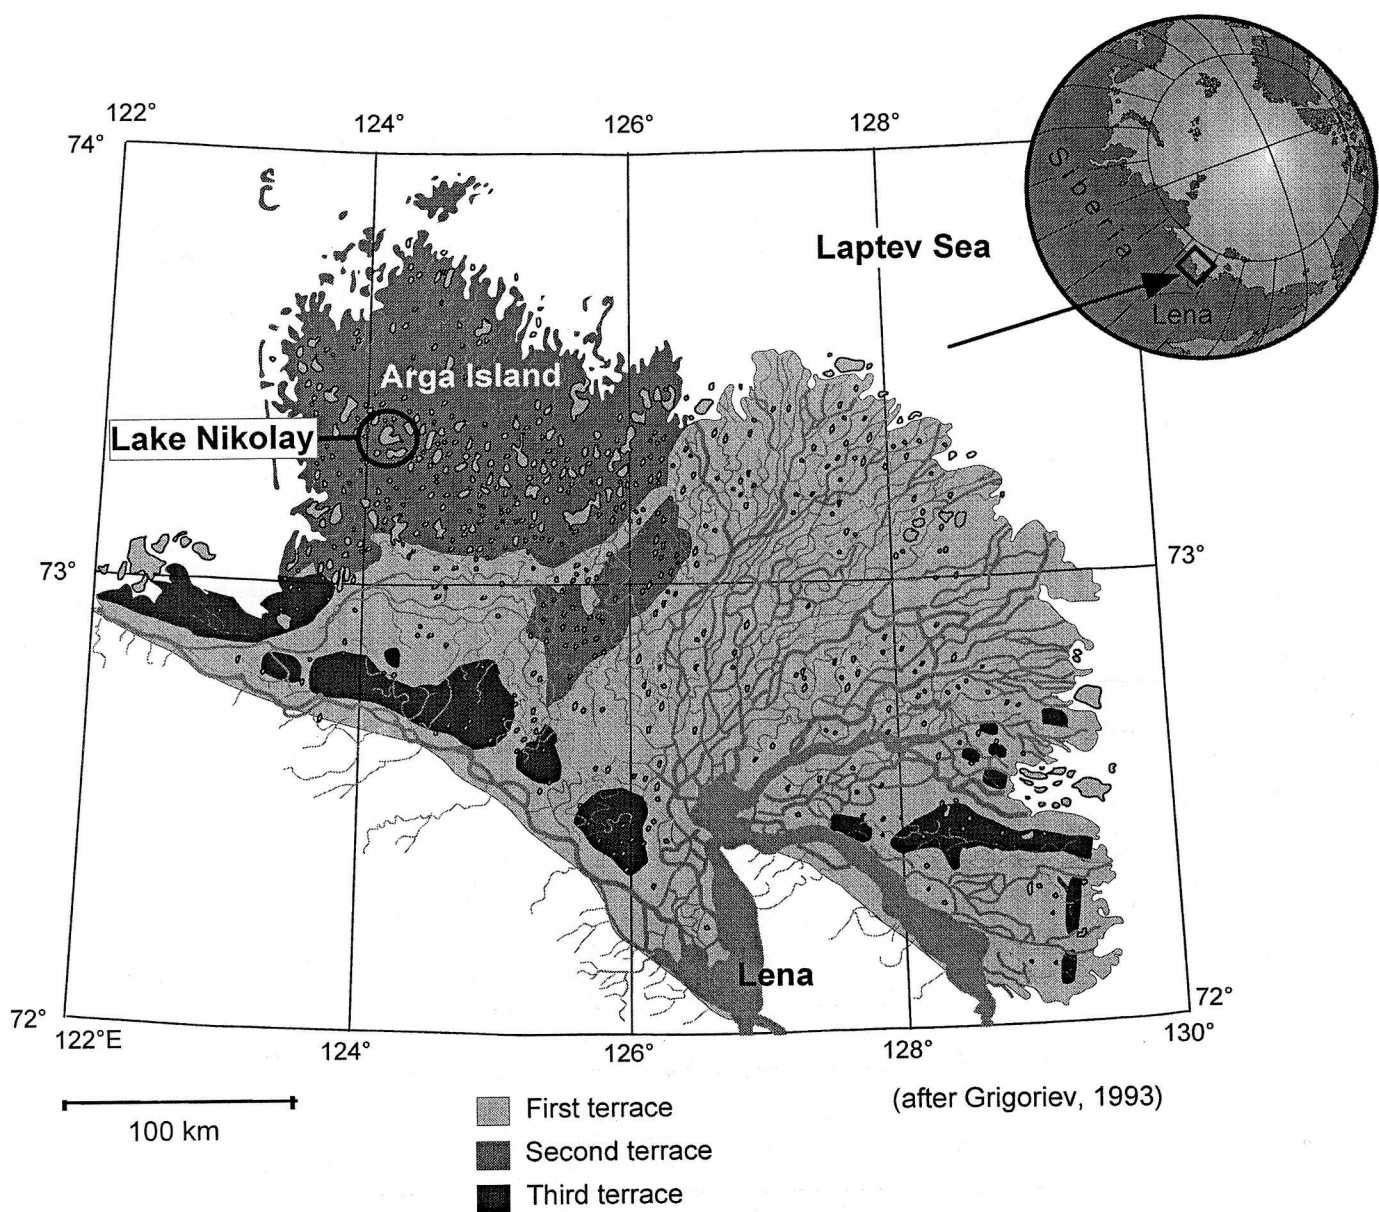 122°
124°
126°
128°
74°
Siberia
Laptev Sea
Lena
Arga Island
Lake Nikolay
73°
73°
Lena
72°
72°
122°E
124°
126°
128°
130°
100 km
(after Grigoriev, 1993)
First terrace
Second terrace
Third terrace